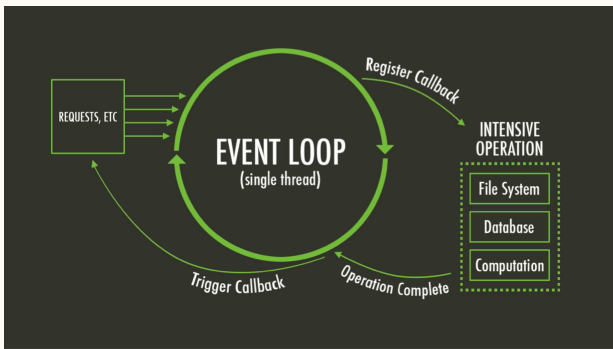 REQUESTS, ETC
EVENT LOOP
(single thread)
Register Callback
INTENSIVE
OPERATION
File System
Database
Computation
Operation Complete
Trigger Callback